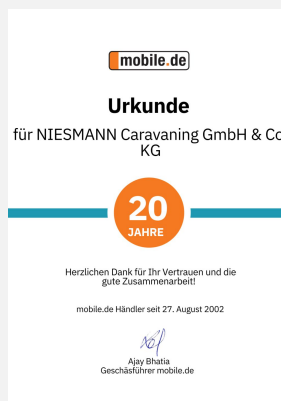 mobile.de
Urkunde
für NIESMANN Caravaning GmbH & Co
KG
20
JAHRE
Herzlichen Dank für Ihr Vertrauen und die
gute Zusammenarbeit!
mobile.de Händler seit 27. August 2002
Ajay Bhatia
Geschäsführer mobile.de